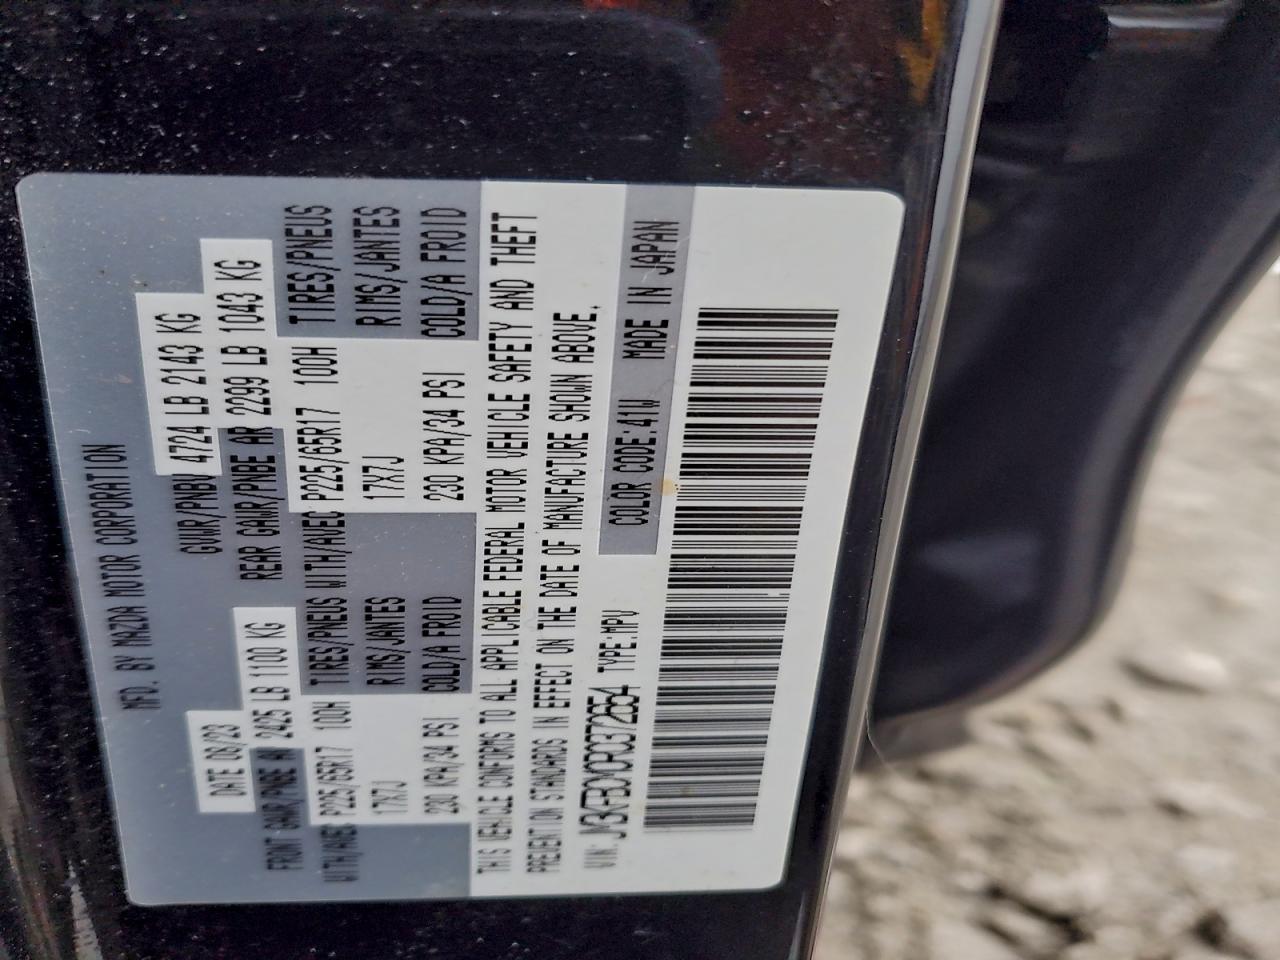 MFD. BY MAZDA MOTOR CORPORATION
DATE 08/23 GVWR/PNBV 4724 LB 2143 KG
FRONT GAWR/PNBE AV 2425 LB 1100 KG REAR GAWR/PNBE AR 2299 LB 1043 KG
WITH/AVEC P225/65R17 100H TIRES/PNEUS WITH/AVEC P225/65R17 100H TIRES/PNEUS
17X7J RIMS/JANTES 17X7J RIMS/JANTES
230 KPA/34 PSI COLD/A FROID 230 KPA/34 PSI COLD/A FROID
THIS VEHICLE CONFORMS TO ALL APPLICABLE FEDERAL MOTOR VEHICLE SAFETY AND THEFT
PREVENTION STANDARDS IN EFFECT ON THE DATE OF MANUFACTURE SHOWN ABOVE.
VIN: TYPE:MPV COLOR CODE:41W MADE IN JAPAN